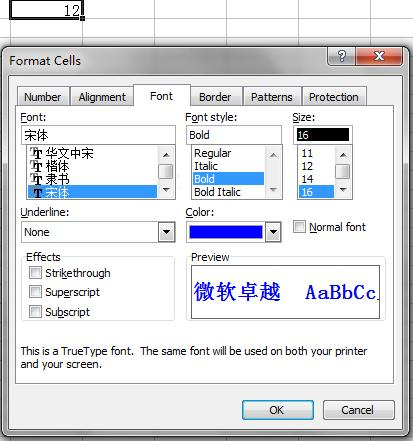 12
Format Cells
Number Alignment Font Border Patterns Protection
Font: Font style: Size:
宋体 Bold 16
华文中宋 Regular 11
楷体 Italic 12
隶书 Bold 14
宋体 Bold Italic 16
Underline: Color:
None Normal font
Effects Preview
Strikethrough
Superscript
Subscript
微软卓越 AaBbCc
This is a TrueType font. The same font will be used on both your printer
and your screen.
OK Cancel